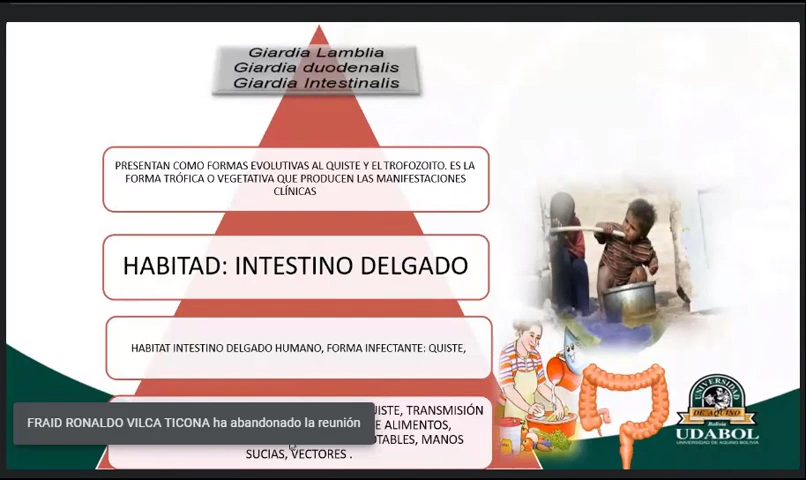 Giardia Lamblia
Giardia duodenalis
Giardia Intestinalis
PRESENTAN COMO FORMAS EVOLUTIVAS AL QUISTE Y EL TROFOZOITO. ES LA
FORMA TRÓFICA O VEGETATIVA QUE PRODUCEN LAS MANIFESTACIONES
CLÍNICAS
HABITAD: INTESTINO DELGADO
HABITAT INTESTINO DELGADO HUMANO, FORMA INFECTANTE: QUISTE,
TRANSMISIÓN
ALIMENTOS,
MANOS
SUCIAS, VECTORES .
FRAID RONALDO VILCA TICONA ha abandonado la reunión
UNIVERSIDAD
DE AQUINO
Bolivia
UDABOL
UNIVERSIDAD DE AQUINO BOLIVIA